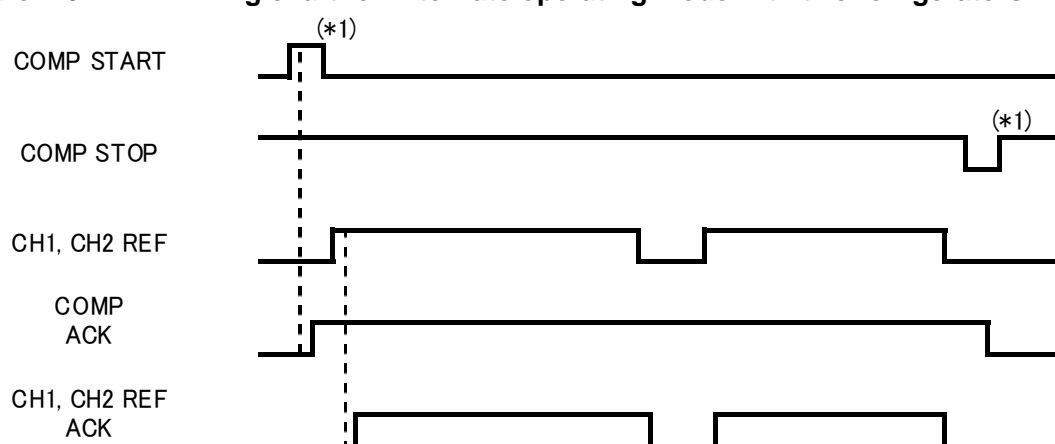 (*1)
COMP START
(*1)
COMP STOP
CH1, CH2 REF
COMP
ACK
CH1, CH2 REF
ACK